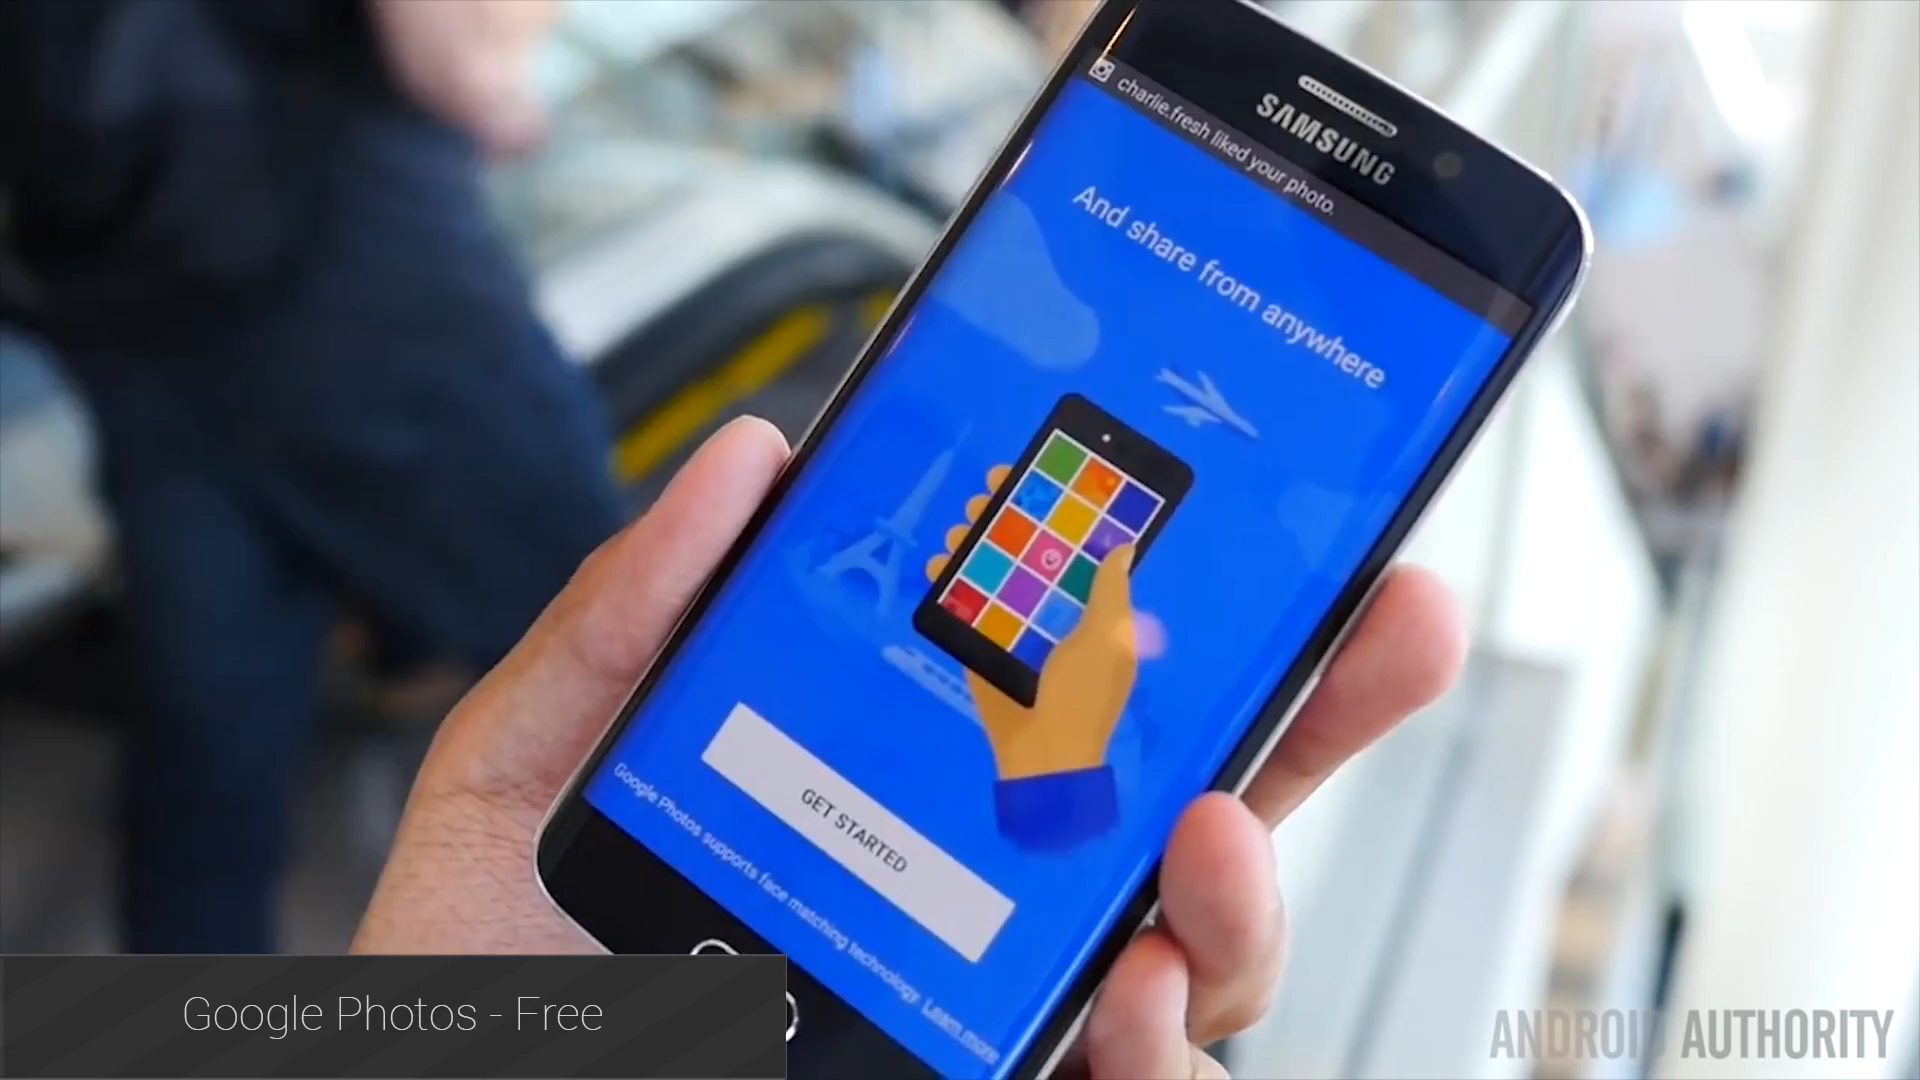 SAMSUNG
charlie.fresh liked your photo.
And share from anywhere
GET STARTED
Google Photos supports face matching technology. Learn more
Google Photos - Free
ANDROID AUTHORITY